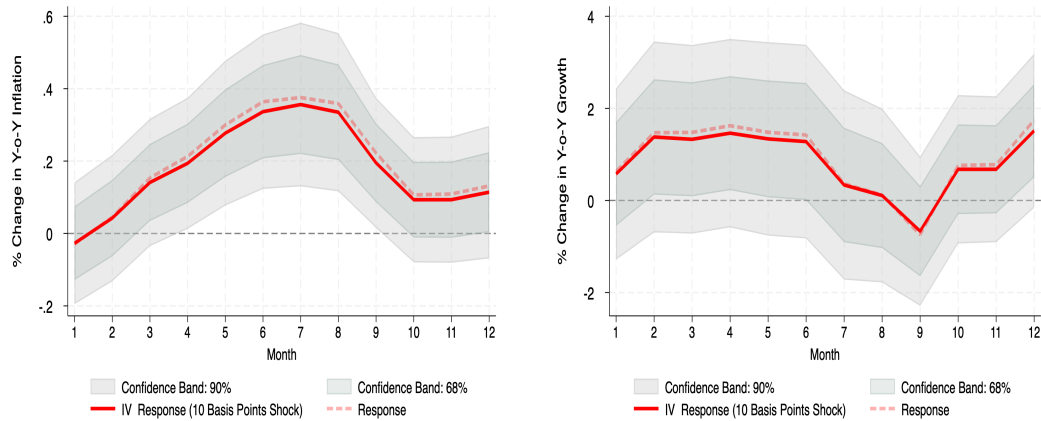 % Change in Y-o-Y Inflation
.6
.4
.2
0
-.2
1 2 3 4 5 6 7 8 9 10 11 12
Month
Confidence Band: 90% Confidence Band: 68%
IV Response (10 Basis Points Shock) Response
% Change in Y-o-Y Growth
4
2
0
-2
1 2 3 4 5 6 7 8 9 10 11 12
Month
Confidence Band: 90% Confidence Band: 68%
IV Response (10 Basis Points Shock) Response